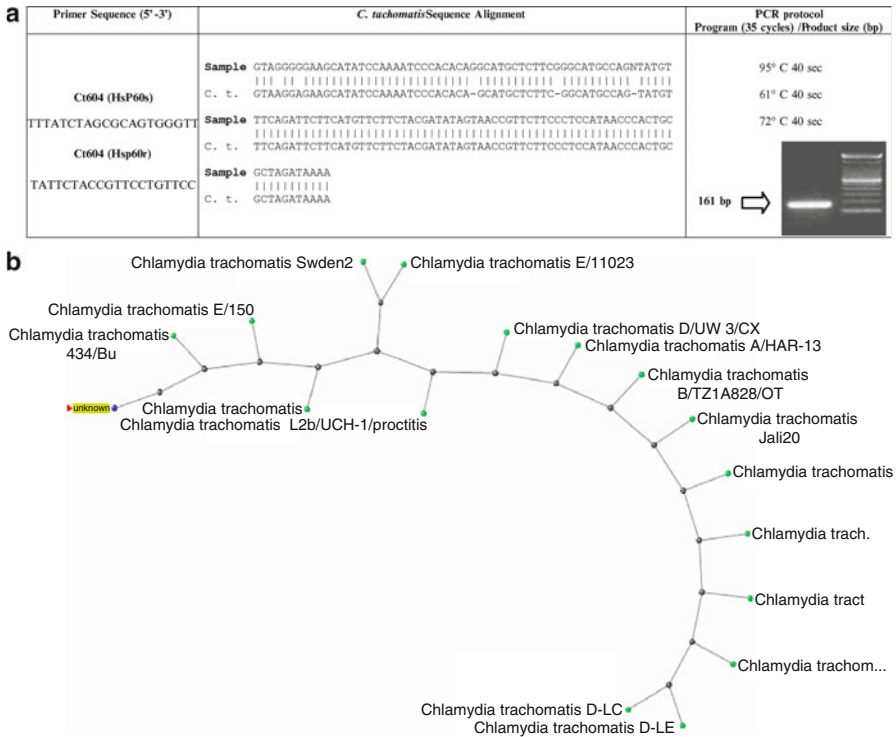 a
Primer Sequence (5'-3')
C. tachomatisSequence Alignment
PCR protocol
Program (35 cycles) /Product size (bp)
Ct604 (HsP60s)
TTTATCTAGCGCAGTGGGTT
Ct604 (Hsp60r)
TATTCTACCGTTCCTGTTCC
Sample GTAGGGGGAAGCATATCCAAAATCCCACACAGGCATGCTCTTCGGGCATGCCAGNTATGT
C. t. GTAAGGAGAAGCATATCCAAAATCCCACACA-GCATGCTCTTC-GGCATGCCAG-TATGT
Sample TTCAGATTCTTCATGTTCTTCTACGATATAGTAACCGTTCTTCCCTCCATAACCCACTGC
C. t. TTCAGATTCTTCATGTTCTTCTACGATATAGTAACCGTTCTTCCCTCCATAACCCACTGC
Sample GCTAGATAAAA
C. t. GCTAGATAAAA
95° C 40 sec
61° C 40 sec
72° C 40 sec
161 bp
b
Chlamydia trachomatis Swden2
Chlamydia trachomatis E/11023
Chlamydia trachomatis E/150
Chlamydia trachomatis
434/Bu
unknown
Chlamydia trachomatis
Chlamydia trachomatis L2b/UCH-1/proctitis
Chlamydia trachomatis D/UW 3/CX
Chlamydia trachomatis A/HAR-13
Chlamydia trachomatis
B/TZ1A828/OT
Chlamydia trachomatis
Jali20
Chlamydia trachomatis
Chlamydia trach.
Chlamydia tract
Chlamydia trachom...
Chlamydia trachomatis D-LC
Chlamydia trachomatis D-LE